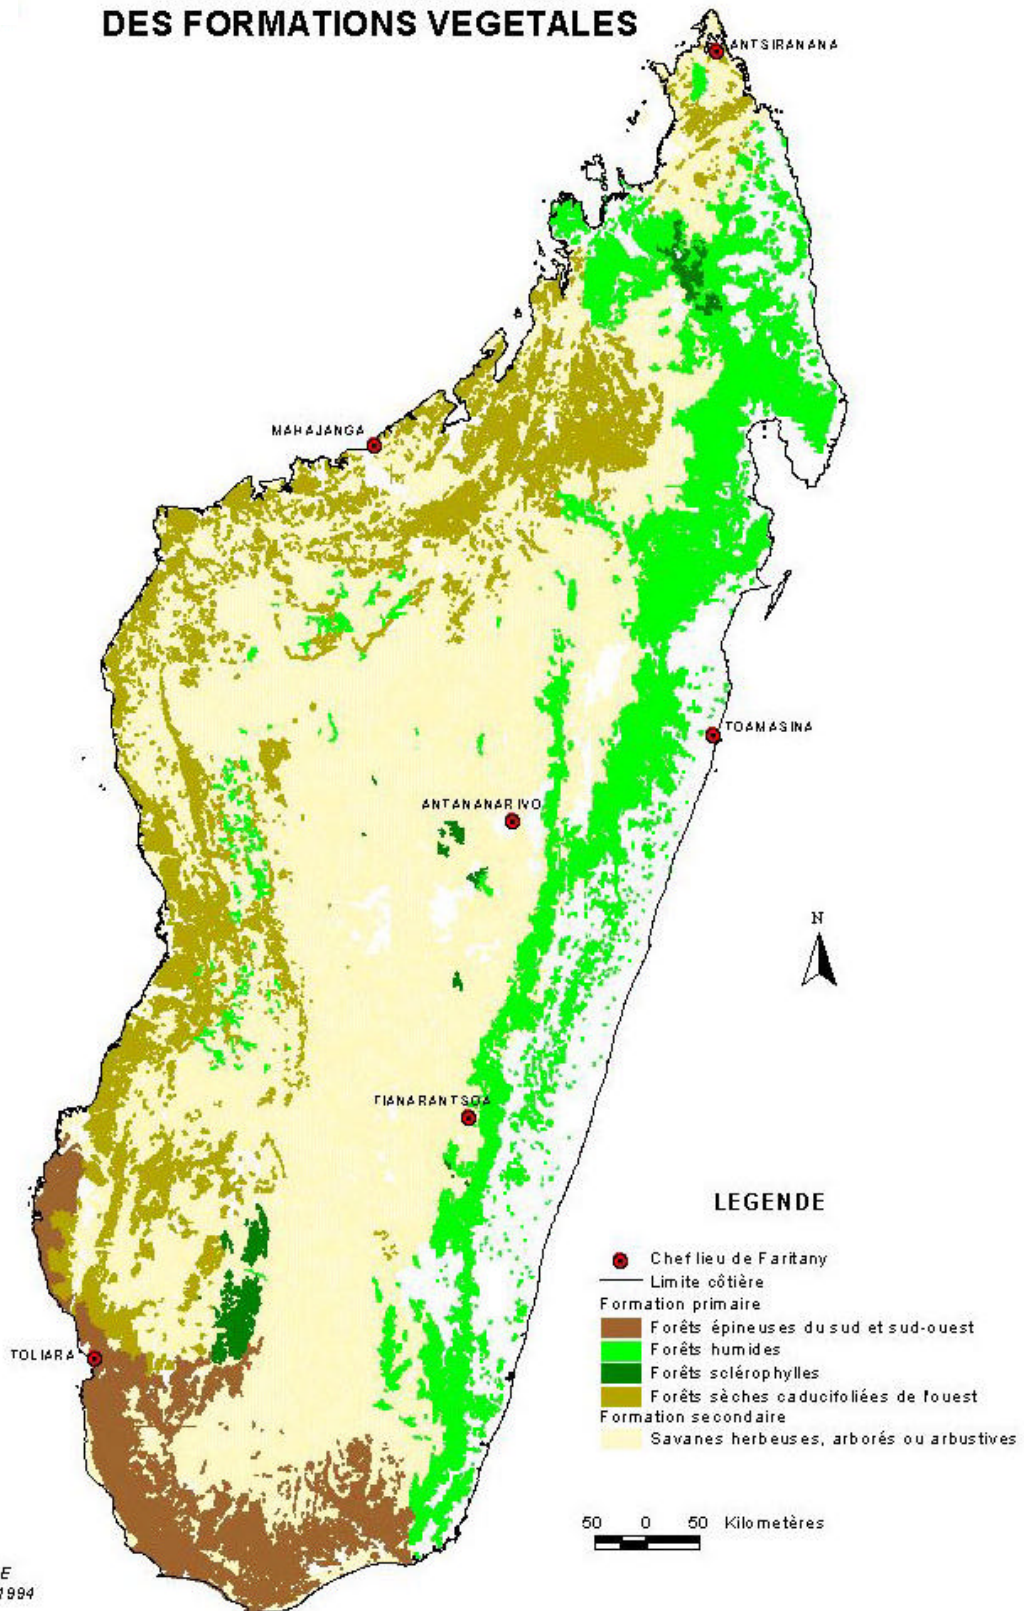 DES FORMATIONS VEGETALES
ANTSIRANANA
MAHAJANGA
TOAMASINA
ANTANANARIVO
N
FIANARANTSOA
TOLIARA
LEGENDE
Chef lieu de Faritany
Limite côtière
Formation primaire
Forêts épineuses du sud et sud-ouest
Forêts humides
Forêts sclérophylles
Forêts sèches caducifoliées de l'ouest
Formation secondaire
Savanes herbeuses, arborés ou arbustives
50 0 50 Kilometères
E
1994